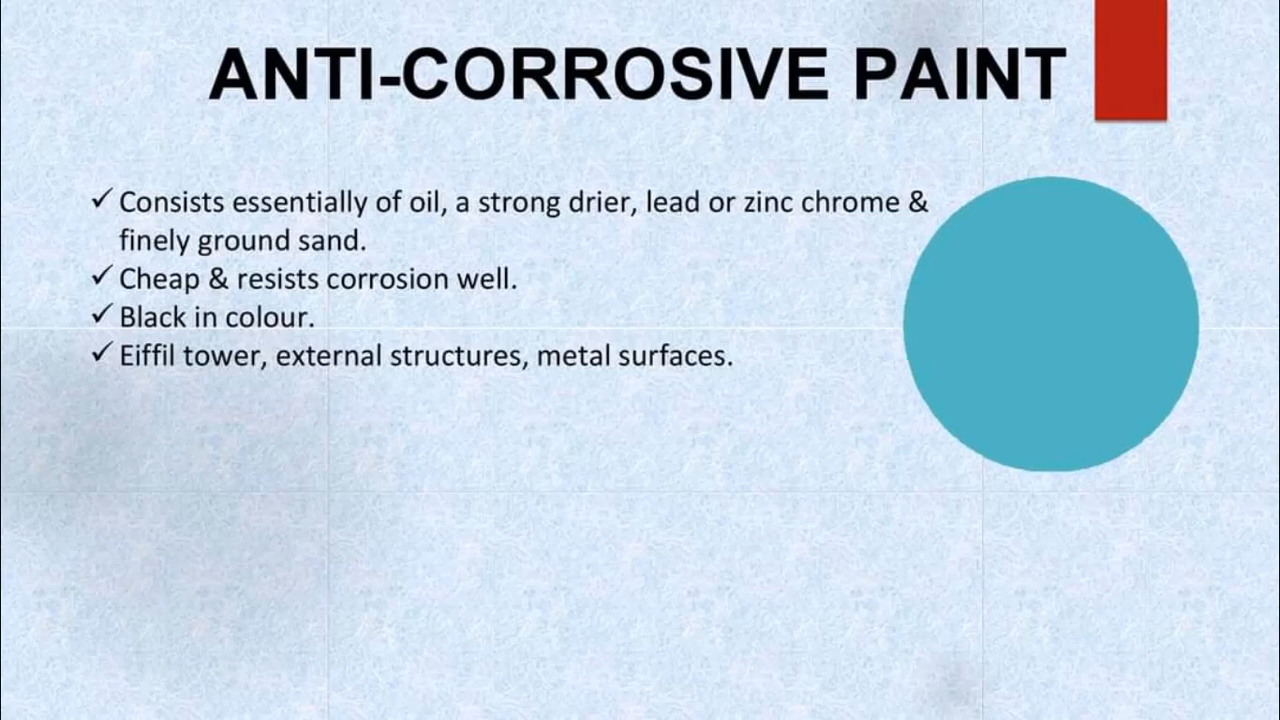 ANTI-CORROSIVE PAINT
✓ Consists essentially of oil, a strong drier, lead or zinc chrome &
finely ground sand.
✓ Cheap & resists corrosion well.
✓ Black in colour.
✓ Eiffil tower, external structures, metal surfaces.